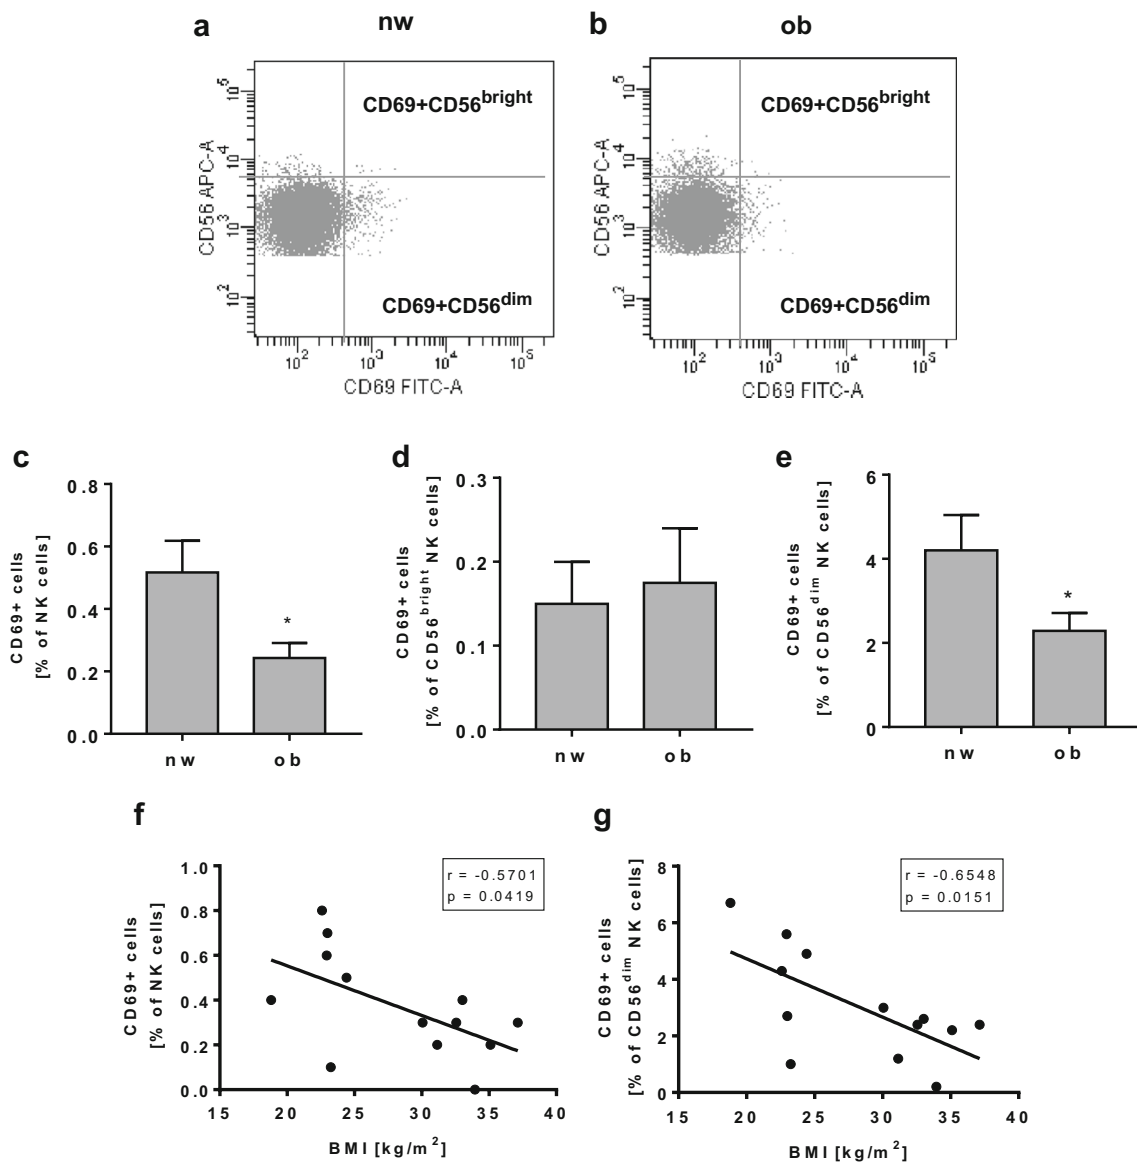 a
nw
b
ob
CD69+CD56bright
CD69+CD56dim
CD56 APC-A
10^5
10^4
10^3
10^2
10^2
10^3
10^4
10^5
CD69 FITC-A
CD69+CD56bright
CD69+CD56dim
CD56 APC-A
10^5
10^4
10^3
10^2
10^2
10^3
10^4
10^5
CD69 FITC-A
c
CD69+ cells
[% of NK cells]
0.8
0.6
0.4
0.2
0.0
*
nw
ob
d
CD69+ cells
[% of CD56bright NK cells]
0.3
0.2
0.1
0.0
nw
ob
e
CD69+ cells
[% of CD56dim NK cells]
6
4
2
0
*
nw
ob
f
CD69+ cells
[% of NK cells]
1.0
0.8
0.6
0.4
0.2
0.0
r = -0.5701
p = 0.0419
15
20
25
30
35
40
BMI [kg/m2]
g
CD69+ cells
[% of CD56dim NK cells]
8
6
4
2
0
r = -0.6548
p = 0.0151
15
20
25
30
35
40
BMI [kg/m2]